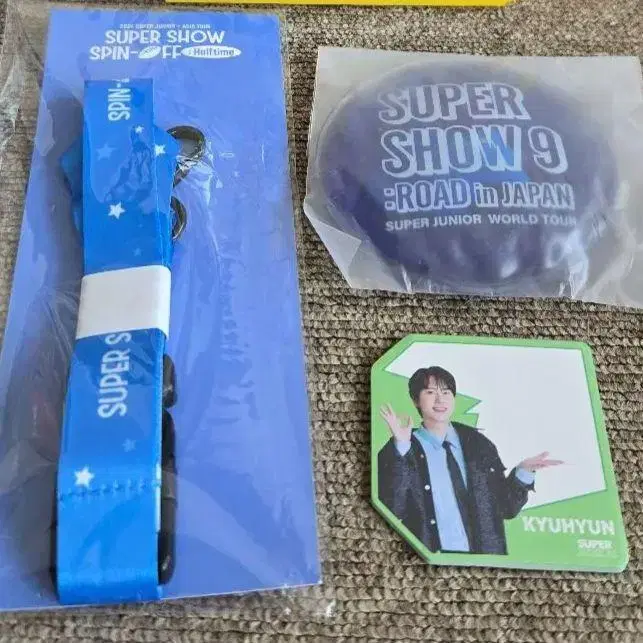 2024 SUPER JUNIOR <ASIA TOUR
SUPER SHOW
SPIN-OFF : Halftime
SPIN-
SUPER S
SUPER
SHOW 9
:ROAD in JAPAN
SUPER JUNIOR WORLD TOUR
KYUHYUN
SUPER